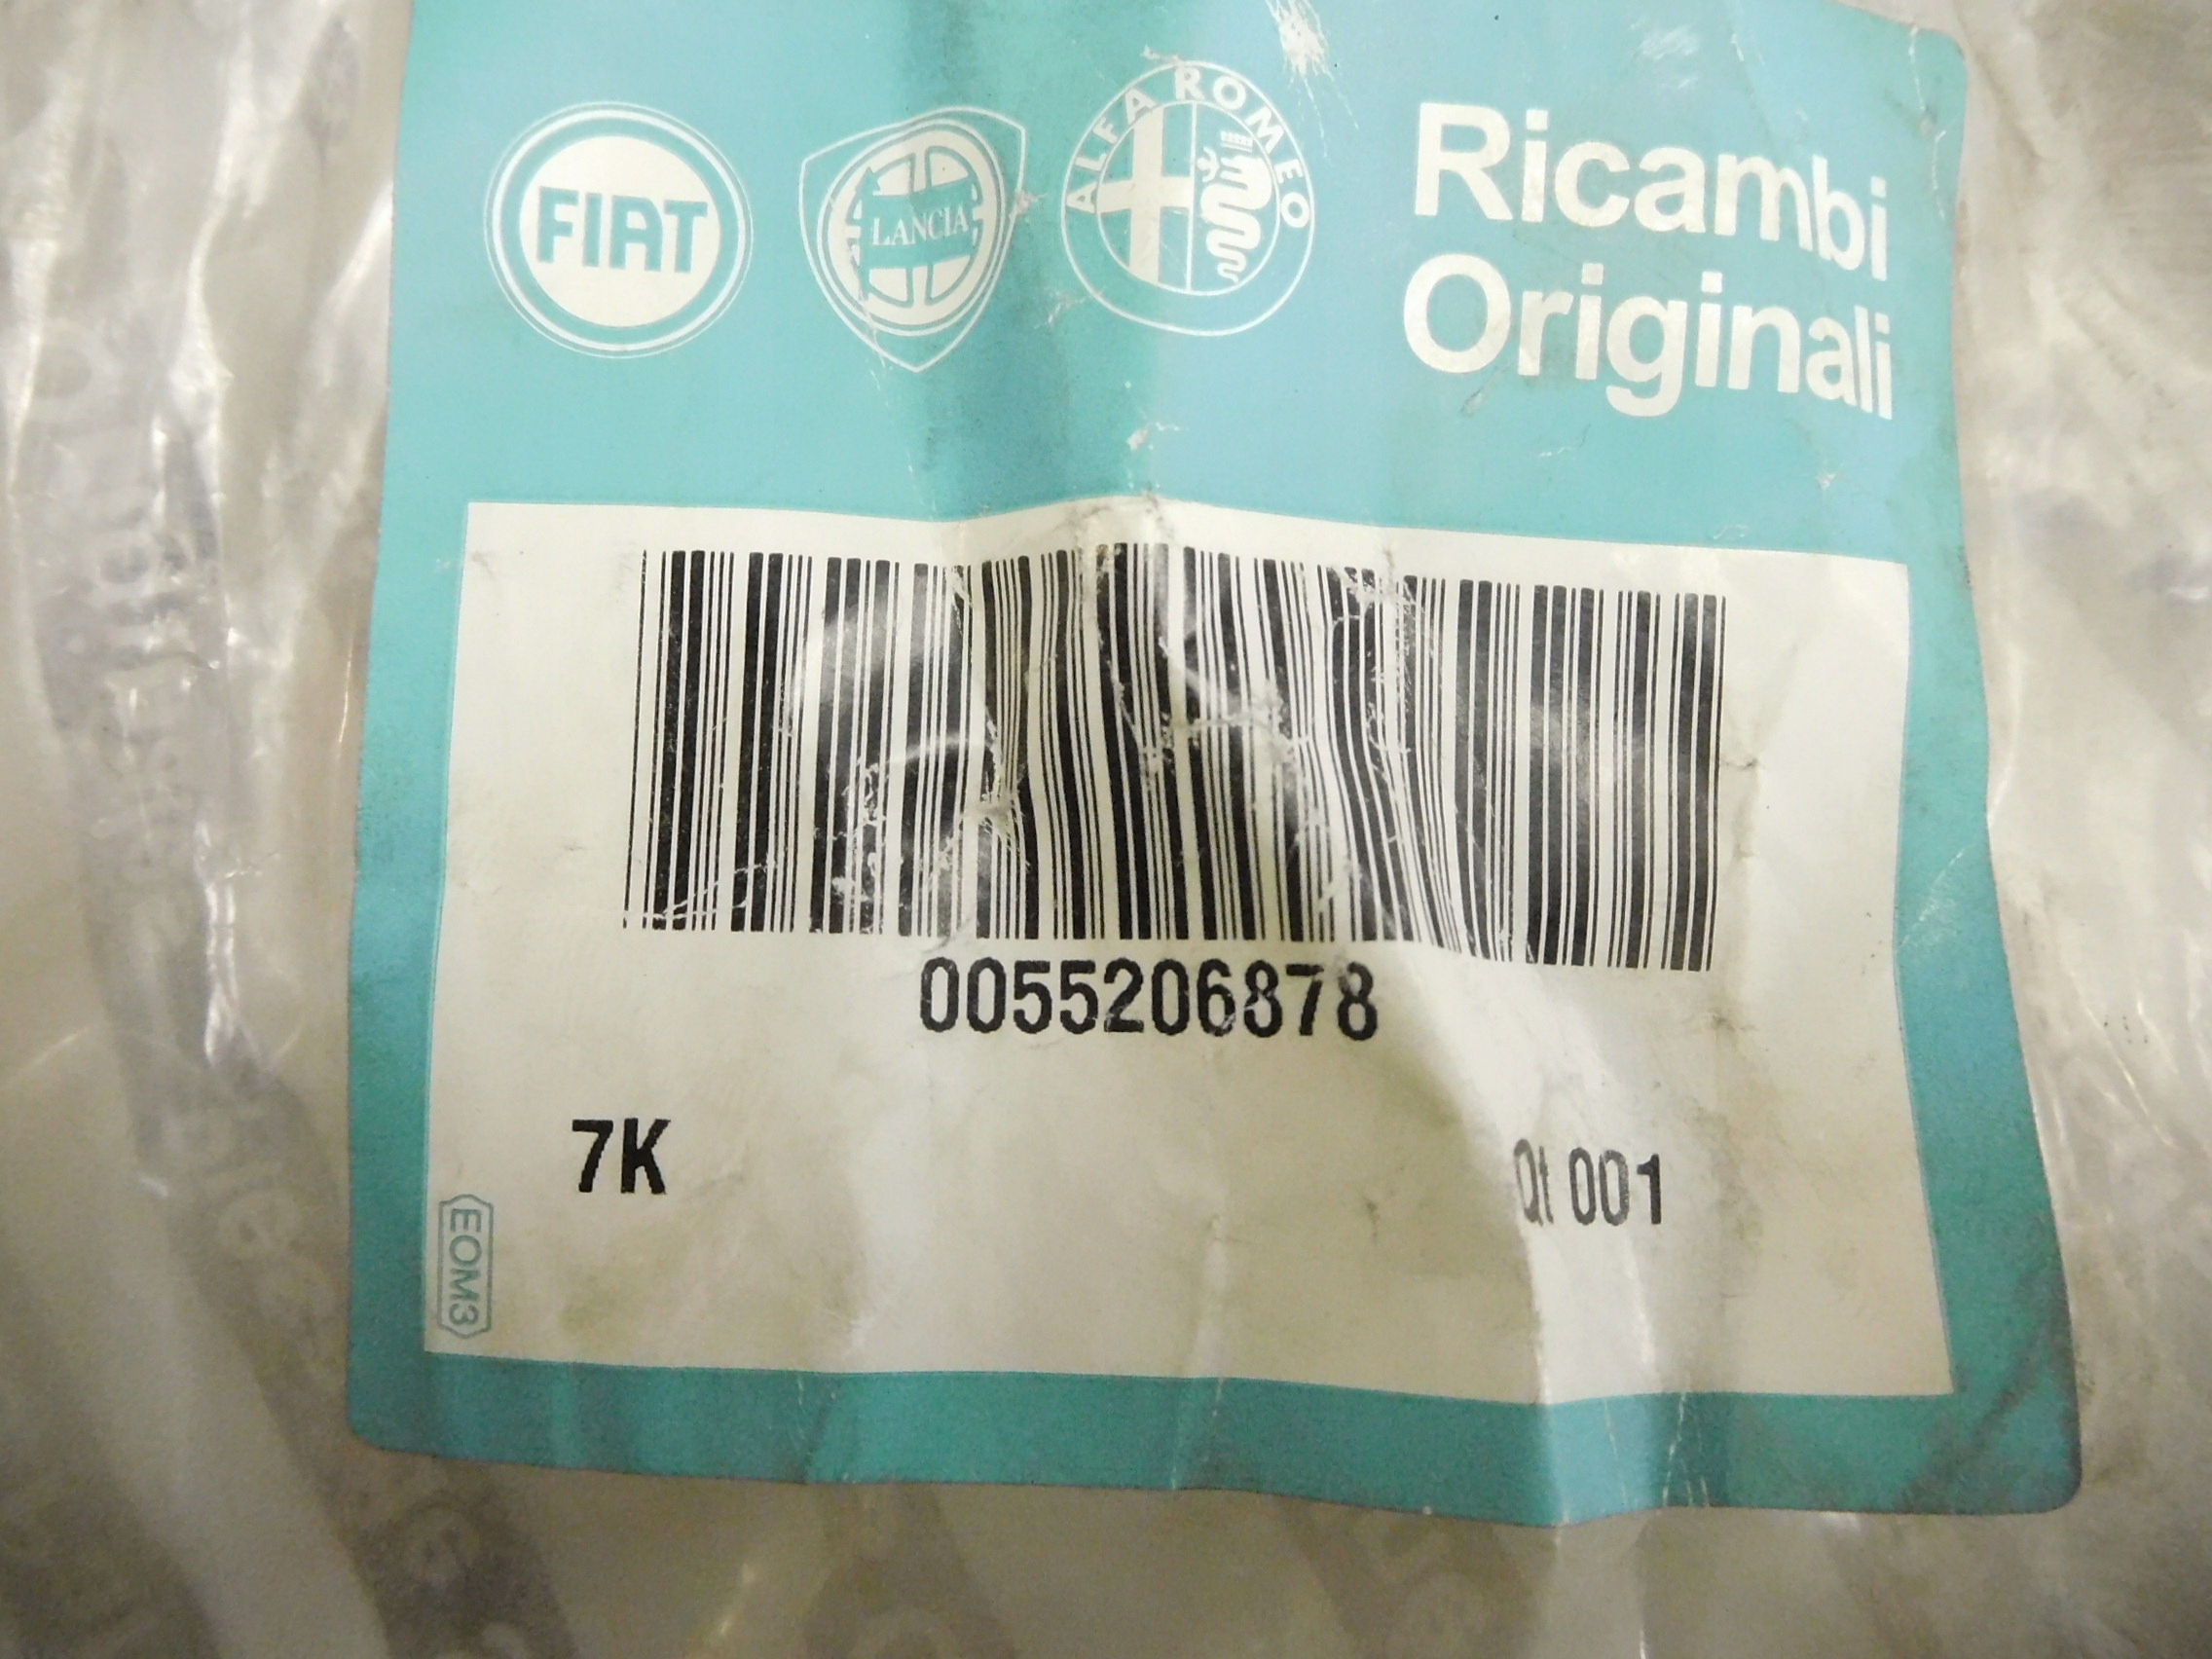 FIAT
LANCIA
ALFA ROMEO
Ricambi
Originali
0055206878
7K
Qt 001
EOM3